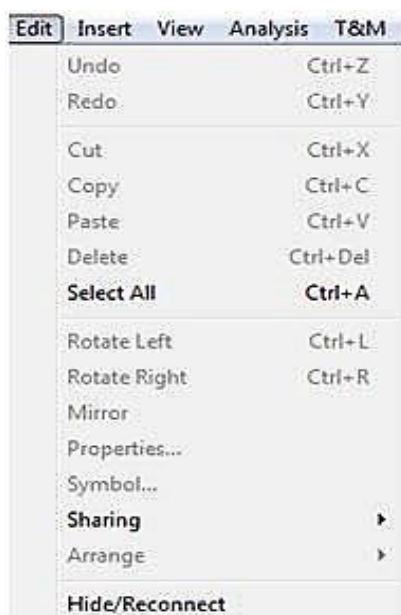 Edit Insert View Analysis T&M
Undo Ctrl+Z
Redo Ctrl+Y
Cut Ctrl+X
Copy Ctrl+C
Paste Ctrl+V
Delete Ctrl+Del
Select All Ctrl+A
Rotate Left Ctrl+L
Rotate Right Ctrl+R
Mirror
Properties...
Symbol...
Sharing
Arrange
Hide/Reconnect